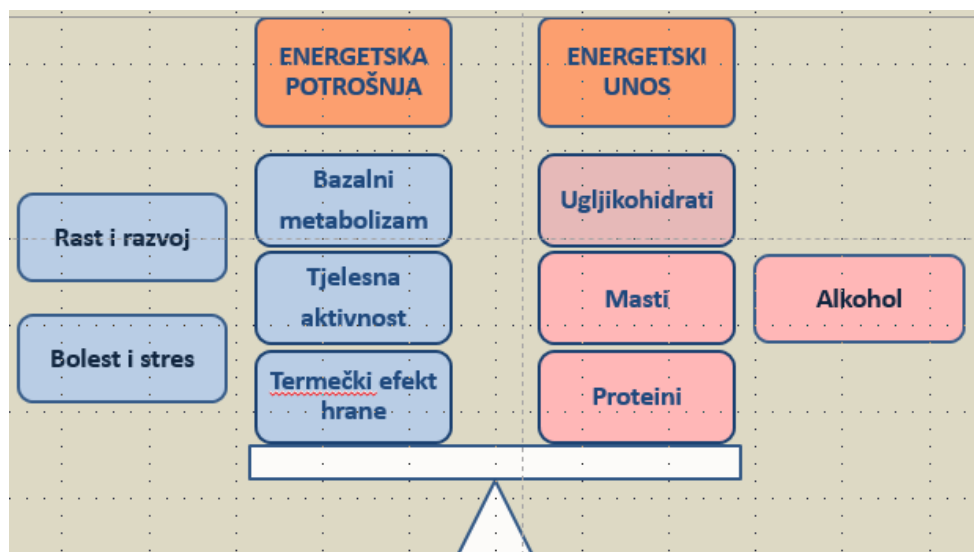 ENERGETSKA
POTROŠNJA
ENERGETSKI
UNOS
Rast i razvoj
Bolest i stres
Bazalni
metabolizam
Tjelesna
aktivnost
Termečki efekt
hrane
Ugljikohidrati
Masti
Proteini
Alkohol